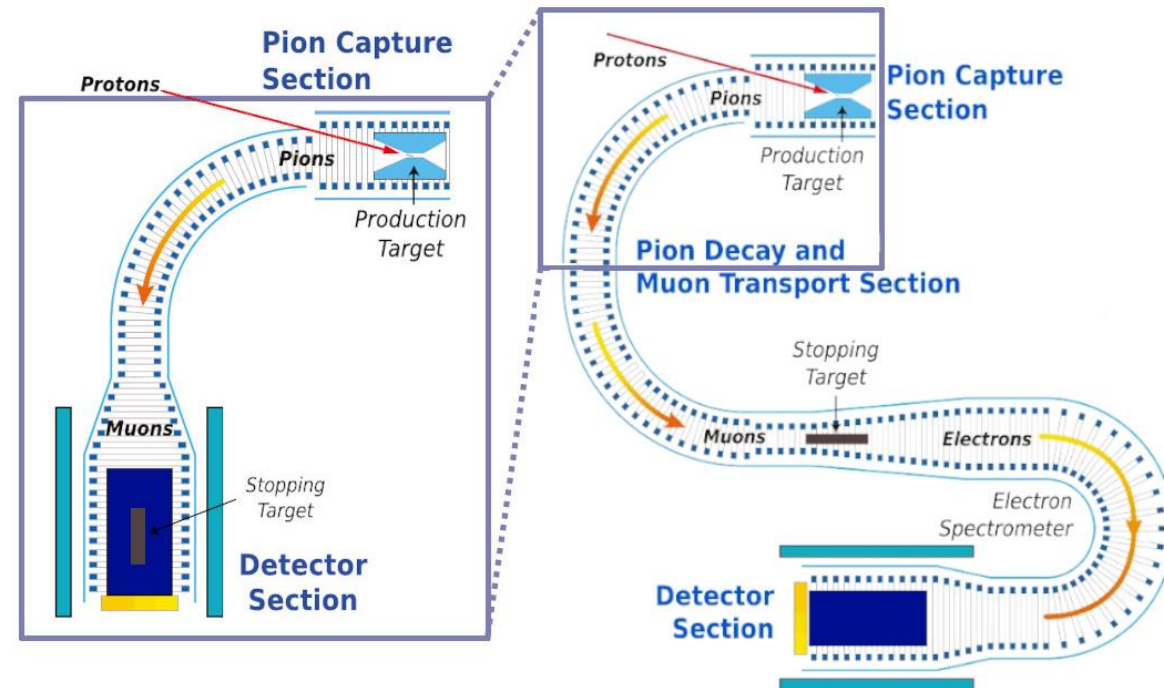 Pion Capture
Section
Protons
Pions
Production
Target
Muons
Stopping
Target
Detector
Section
Protons
Pions
Pion Capture
Section
Production
Target
Pion Decay and
Muon Transport Section
Stopping
Target
Muons
Electrons
Electron
Spectrometer
Detector
Section